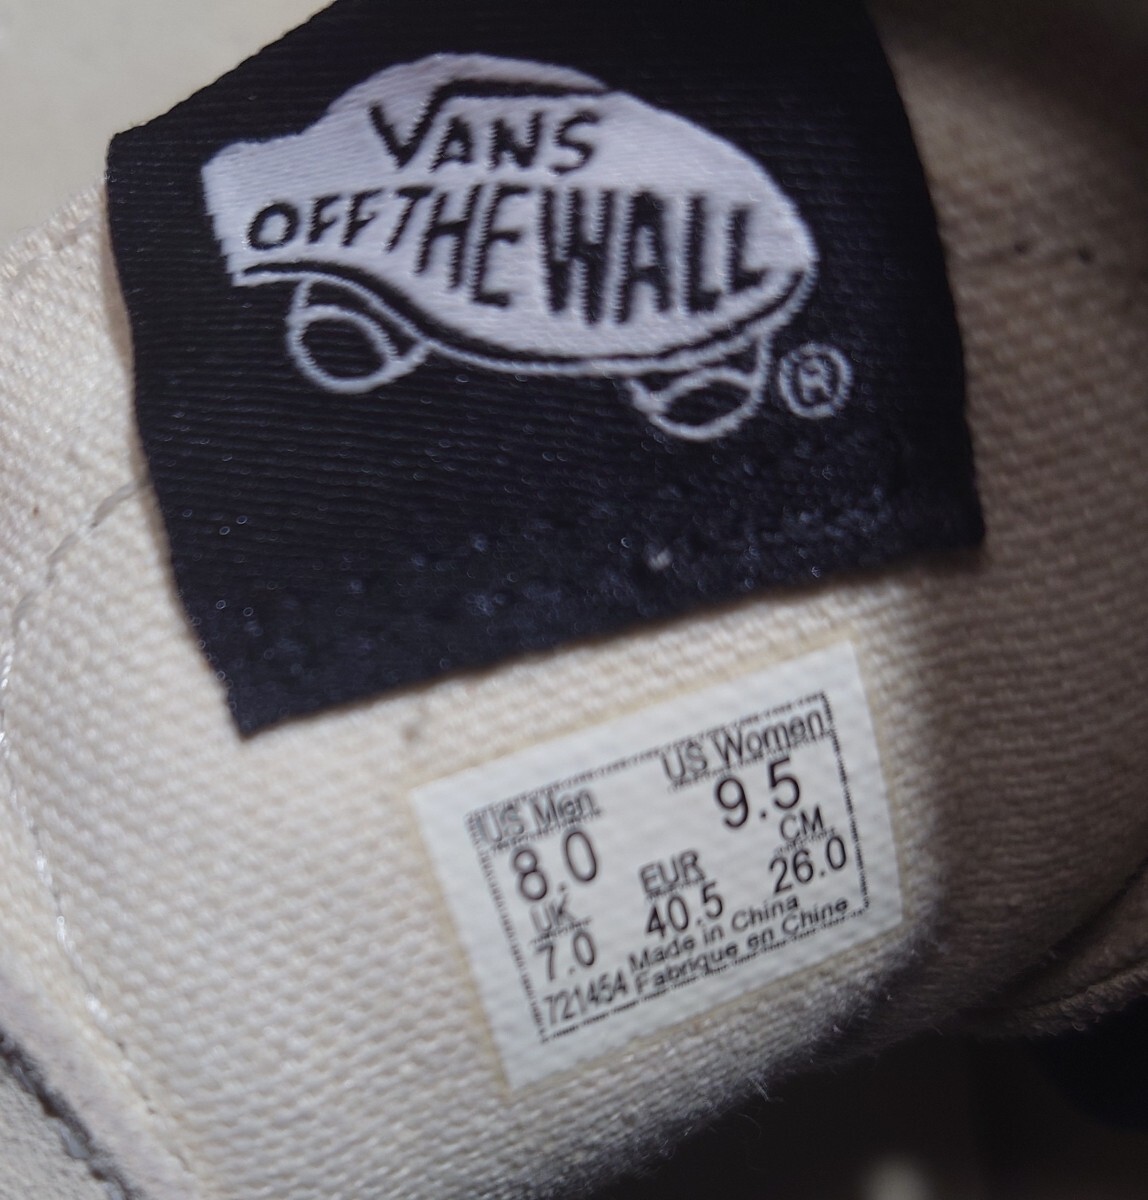 VANS
OFF THE WALL
®
US Men US Women
8.0 9.5
UK EUR CM
7.0 40.5 26.0
721454 Made in China
Fabrique en Chine